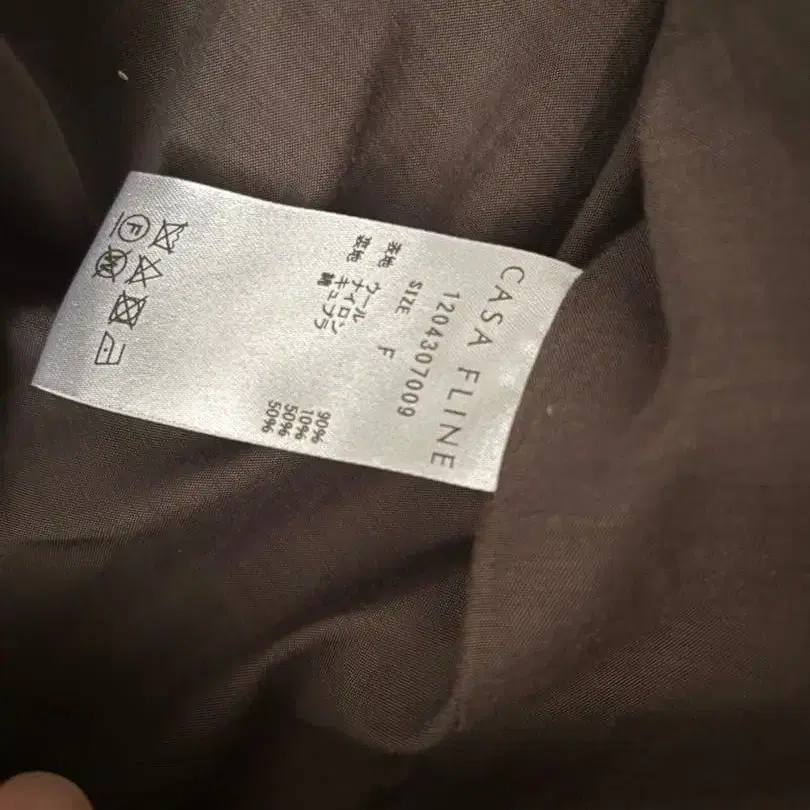 CASA FLINE
1204307009
SIZE F
表地 ウール 90%
ナイロン 10%
裏地 キュプラ 50%
綿 50%
F
W